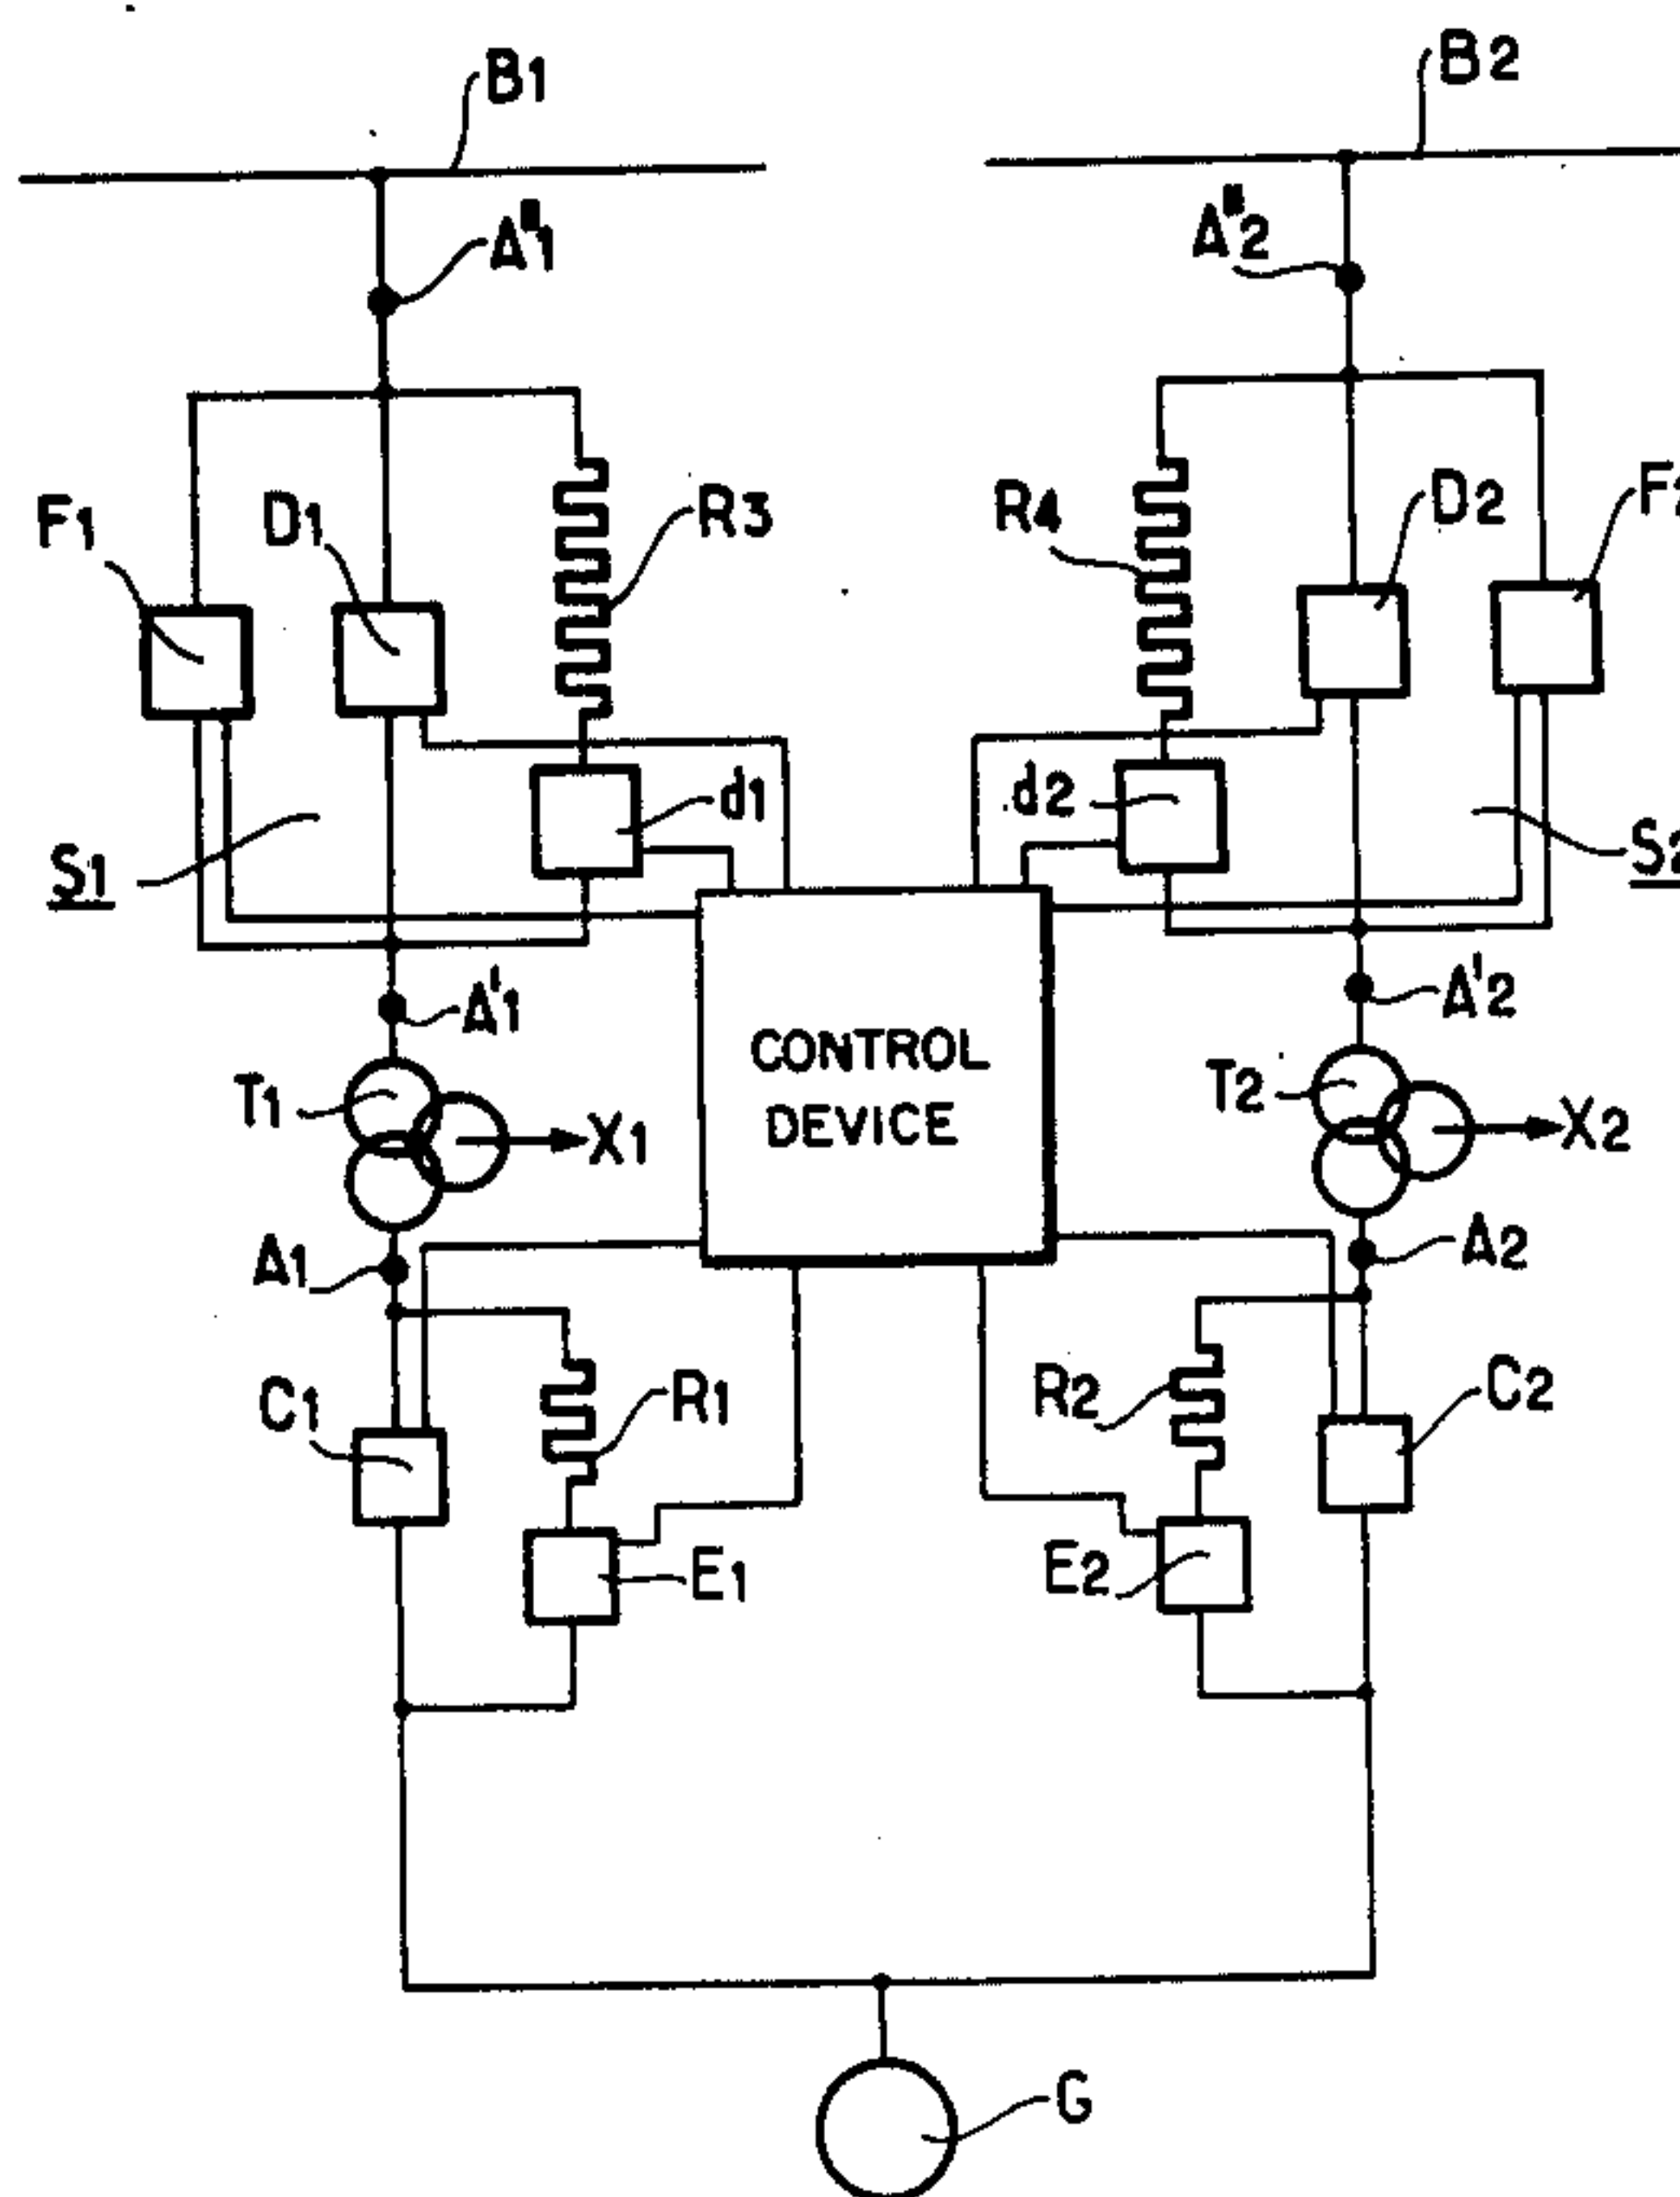 B1
B2
A"1
A"2
F1
D1
R3
R4
D2
F2
S1
d1
d2
S2
A'1
A'2
T1
X1
CONTROL
DEVICE
T2
X2
A1
A2
C1
R1
R2
C2
E1
E2
G